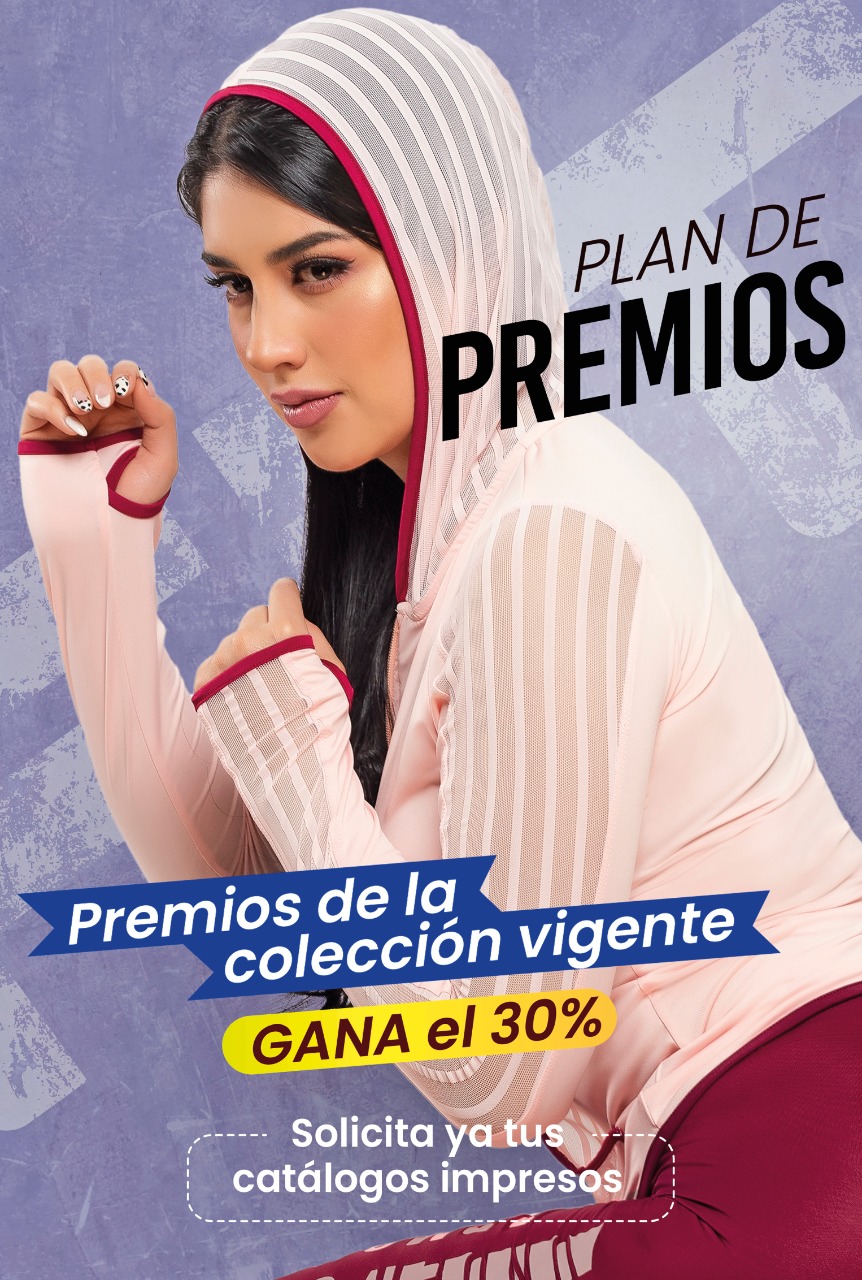 PLAN DE
PREMIOS
Premios de la
colección vigente
GANA el 30%
Solicita ya tus
catálogos impresos